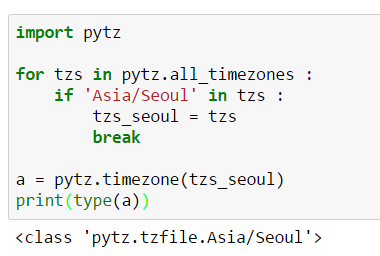 import pytz
for tzs in pytz.all_timezones :
    if 'Asia/Seoul' in tzs :
        tzs_seoul = tzs
        break
a = pytz.timezone(tzs_seoul)
print(type(a))
<class 'pytz.tzfile.Asia/Seoul'>